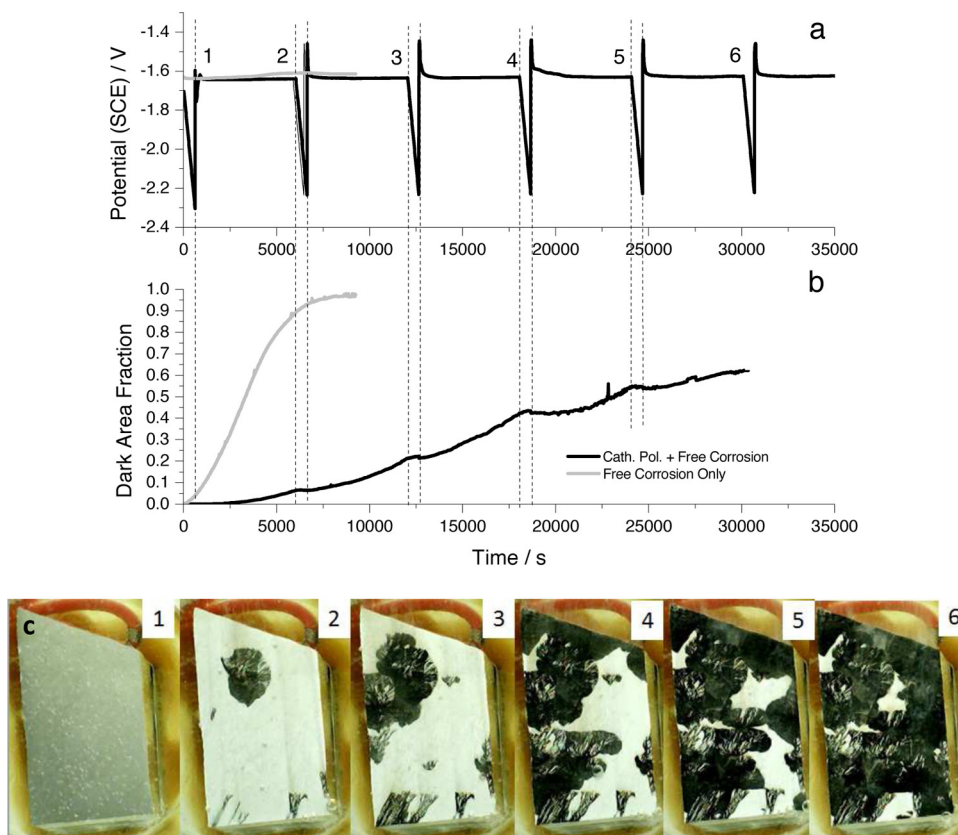 a
Potential (SCE) / V
-1.4
-1.6
-1.8
-2.0
-2.2
-2.4
1 2 3 4 5 6
0 5000 10000 15000 20000 25000 30000 35000
b
Dark Area Fraction
1.0
0.9
0.8
0.7
0.6
0.5
0.4
0.3
0.2
0.1
0.0
Cath. Pol. + Free Corrosion
Free Corrosion Only
0 5000 10000 15000 20000 25000 30000 35000
Time / s
c 1 2 3 4 5 6